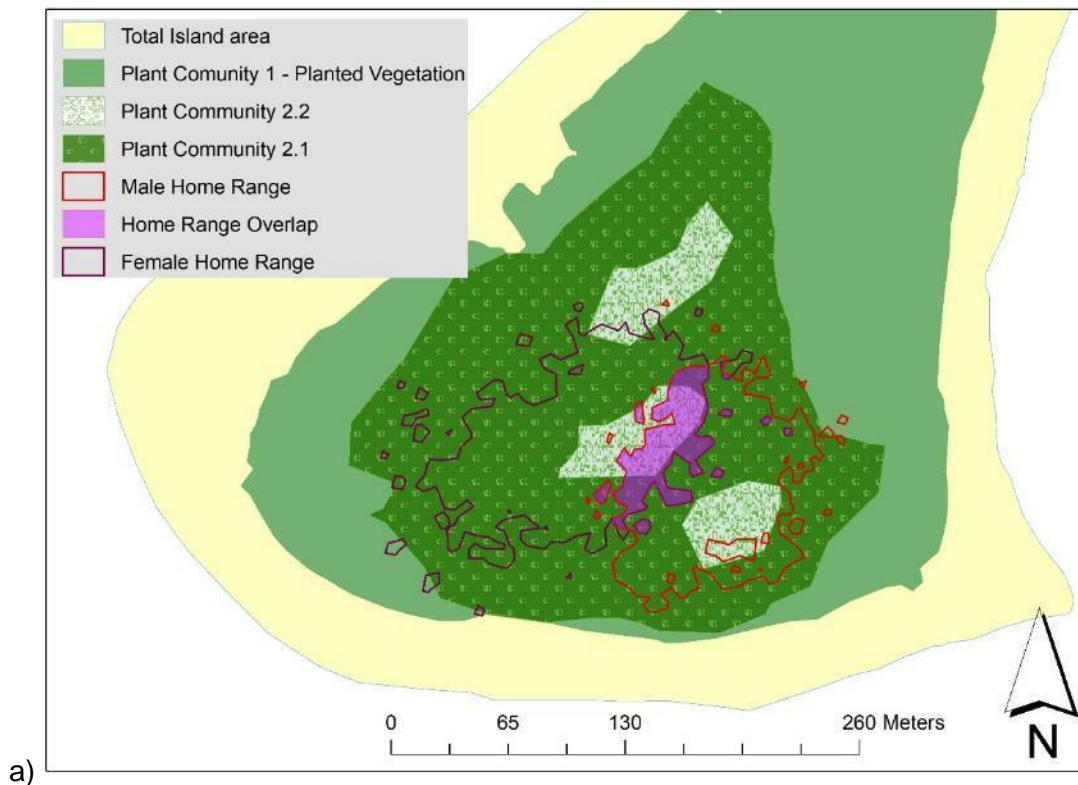 Total Island area
Plant Comunity 1 - Planted Vegetation
Plant Community 2.2
Plant Community 2.1
Male Home Range
Home Range Overlap
Female Home Range
0 65 130 260 Meters
N
a)